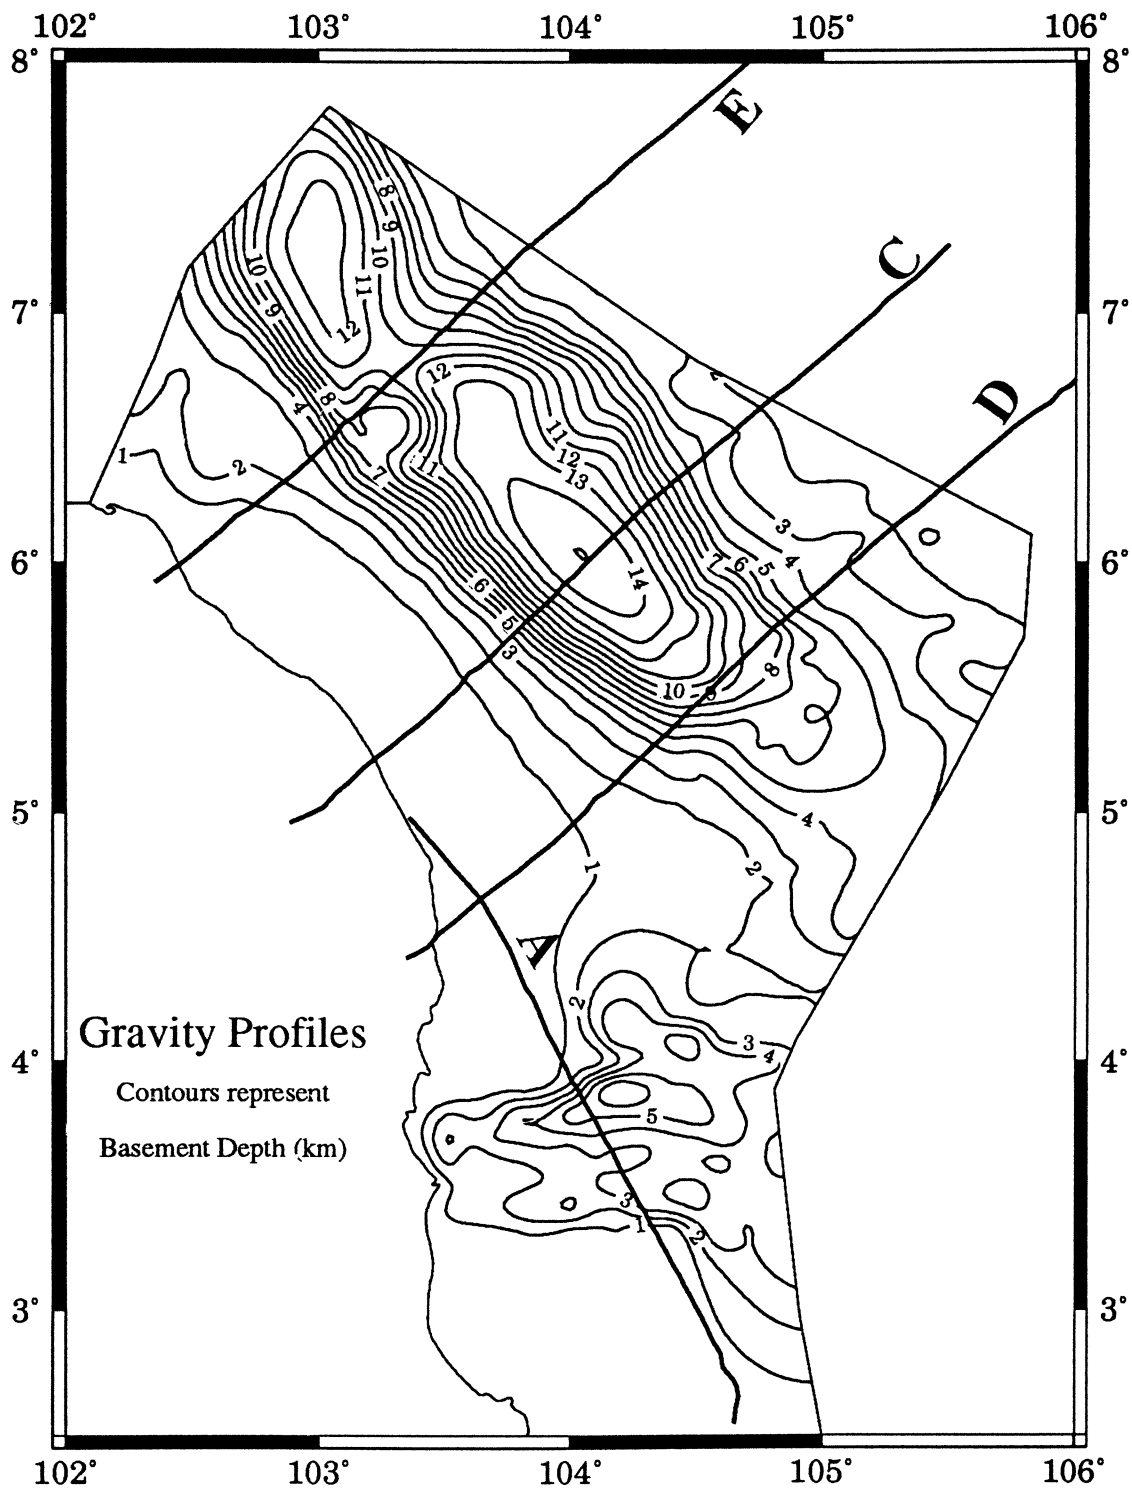 102° 103° 104° 105° 106°
8° 8°
E
8
9
C
10 10
11
9
7° 7°
12
12
2
D
4 8
11
1 2 7 11 12
13
3
6° 7 6 5 4 6°
6 14
5
3
8
10 9
5° 4 5°
1 2
A
2
Gravity Profiles
3
4° 4 4°
Contours represent
5
Basement Depth (km)
3
1 2
3° 3°
102° 103° 104° 105° 106°